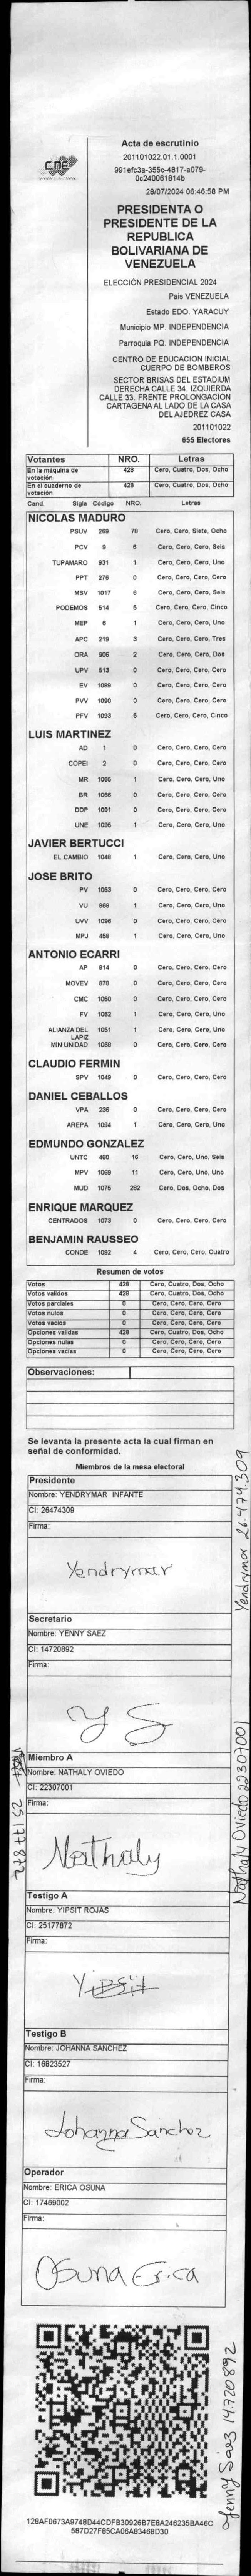 CNE
Acta de escrutinio
201101022.01.1.0001
991efc3a-355c-4817-a079-
0c240061814b
28/07/2024 06:46:58 PM
PRESIDENTA O
PRESIDENTE DE LA
REPUBLICA
BOLIVARIANA DE
VENEZUELA
ELECCIÓN PRESIDENCIAL 2024
País VENEZUELA
Estado EDO. YARACUY
Municipio MP. INDEPENDENCIA
Parroquia PQ. INDEPENDENCIA
CENTRO DE EDUCACION INICIAL
CUERPO DE BOMBEROS
SECTOR BRISAS DEL ESTADIUM
DERECHA CALLE 34. IZQUIERDA
CALLE 33. FRENTE PROLONGACIÓN
CARTAGENA AL LADO DE LA CASA
DEL AJEDREZ CASA
201101022
655 Electores
Votantes NRO. Letras
En la máquina de votación 428 Cero, Cuatro, Dos, Ocho
En el cuaderno de votación 428 Cero, Cuatro, Dos, Ocho
Cand. Sigla Código NRO. Letras
NICOLAS MADURO
PSUV 269 78 Cero, Cero, Siete, Ocho
PCV 9 6 Cero, Cero, Cero, Seis
TUPAMARO 931 1 Cero, Cero, Cero, Uno
PPT 276 0 Cero, Cero, Cero, Cero
MSV 1017 6 Cero, Cero, Cero, Seis
PODEMOS 514 5 Cero, Cero, Cero, Cinco
MEP 6 1 Cero, Cero, Cero, Uno
APC 219 3 Cero, Cero, Cero, Tres
ORA 906 2 Cero, Cero, Cero, Dos
UPV 513 0 Cero, Cero, Cero, Cero
EV 1089 0 Cero, Cero, Cero, Cero
PVV 1090 0 Cero, Cero, Cero, Cero
PFV 1093 5 Cero, Cero, Cero, Cinco
LUIS MARTINEZ
AD 1 0 Cero, Cero, Cero, Cero
COPEI 2 0 Cero, Cero, Cero, Cero
MR 1065 1 Cero, Cero, Cero, Uno
BR 1066 0 Cero, Cero, Cero, Cero
DDP 1091 0 Cero, Cero, Cero, Cero
UNE 1095 1 Cero, Cero, Cero, Uno
JAVIER BERTUCCI
EL CAMBIO 1048 1 Cero, Cero, Cero, Uno
JOSE BRITO
PV 1053 0 Cero, Cero, Cero, Cero
VU 968 1 Cero, Cero, Cero, Uno
UVV 1096 0 Cero, Cero, Cero, Cero
MPJ 458 1 Cero, Cero, Cero, Uno
ANTONIO ECARRI
AP 914 0 Cero, Cero, Cero, Cero
MOVEV 978 0 Cero, Cero, Cero, Cero
CMC 1050 0 Cero, Cero, Cero, Cero
FV 1062 1 Cero, Cero, Cero, Uno
ALIANZA DEL LAPIZ 1051 1 Cero, Cero, Cero, Uno
MIN UNIDAD 1068 0 Cero, Cero, Cero, Cero
CLAUDIO FERMIN
SPV 1049 0 Cero, Cero, Cero, Cero
DANIEL CEBALLOS
VPA 236 0 Cero, Cero, Cero, Cero
AREPA 1094 1 Cero, Cero, Cero, Uno
EDMUNDO GONZALEZ
UNTC 460 16 Cero, Cero, Uno, Seis
MPV 1069 11 Cero, Cero, Uno, Uno
MUD 1075 282 Cero, Dos, Ocho, Dos
ENRIQUE MARQUEZ
CENTRADOS 1073 0 Cero, Cero, Cero, Cero
BENJAMIN RAUSSEO
CONDE 1092 4 Cero, Cero, Cero, Cuatro
Resumen de votos
Votos 428 Cero, Cuatro, Dos, Ocho
Votos validos 428 Cero, Cuatro, Dos, Ocho
Votos parciales 0 Cero, Cero, Cero, Cero
Votos nulos 0 Cero, Cero, Cero, Cero
Votos vacios 0 Cero, Cero, Cero, Cero
Opciones validas 428 Cero, Cuatro, Dos, Ocho
Opciones nulas 0 Cero, Cero, Cero, Cero
Opciones vacias 0 Cero, Cero, Cero, Cero
Observaciones:
Se levanta la presente acta la cual firman en
señal de conformidad.
Miembros de la mesa electoral
Presidente
Nombre: YENDRYMAR INFANTE
CI: 26474309
Firma:
Yendrymar
Yendrymar 26.474.309
Secretario
Nombre: YENNY SAEZ
CI: 14720892
Firma:
YS
Miembro A
Nombre: NATHALY OVIEDO
CI: 22307001
Firma:
Nathaly
Nathaly Oviedo 22307001
Testigo A
Nombre: YIPSIT ROJAS
CI: 25177872
Firma:
Yipsit
25 177 872
Testigo B
Nombre: JOHANNA SANCHEZ
CI: 16823527
Firma:
Johanna Sanchez
Operador
Nombre: ERICA OSUNA
CI: 17469002
Firma:
Osuna Erica
Yenny Saez 14.720.892
128AF0673A9748D44CDFB30926B7E8A246235BA46C
587D27F85CA06A83468D30